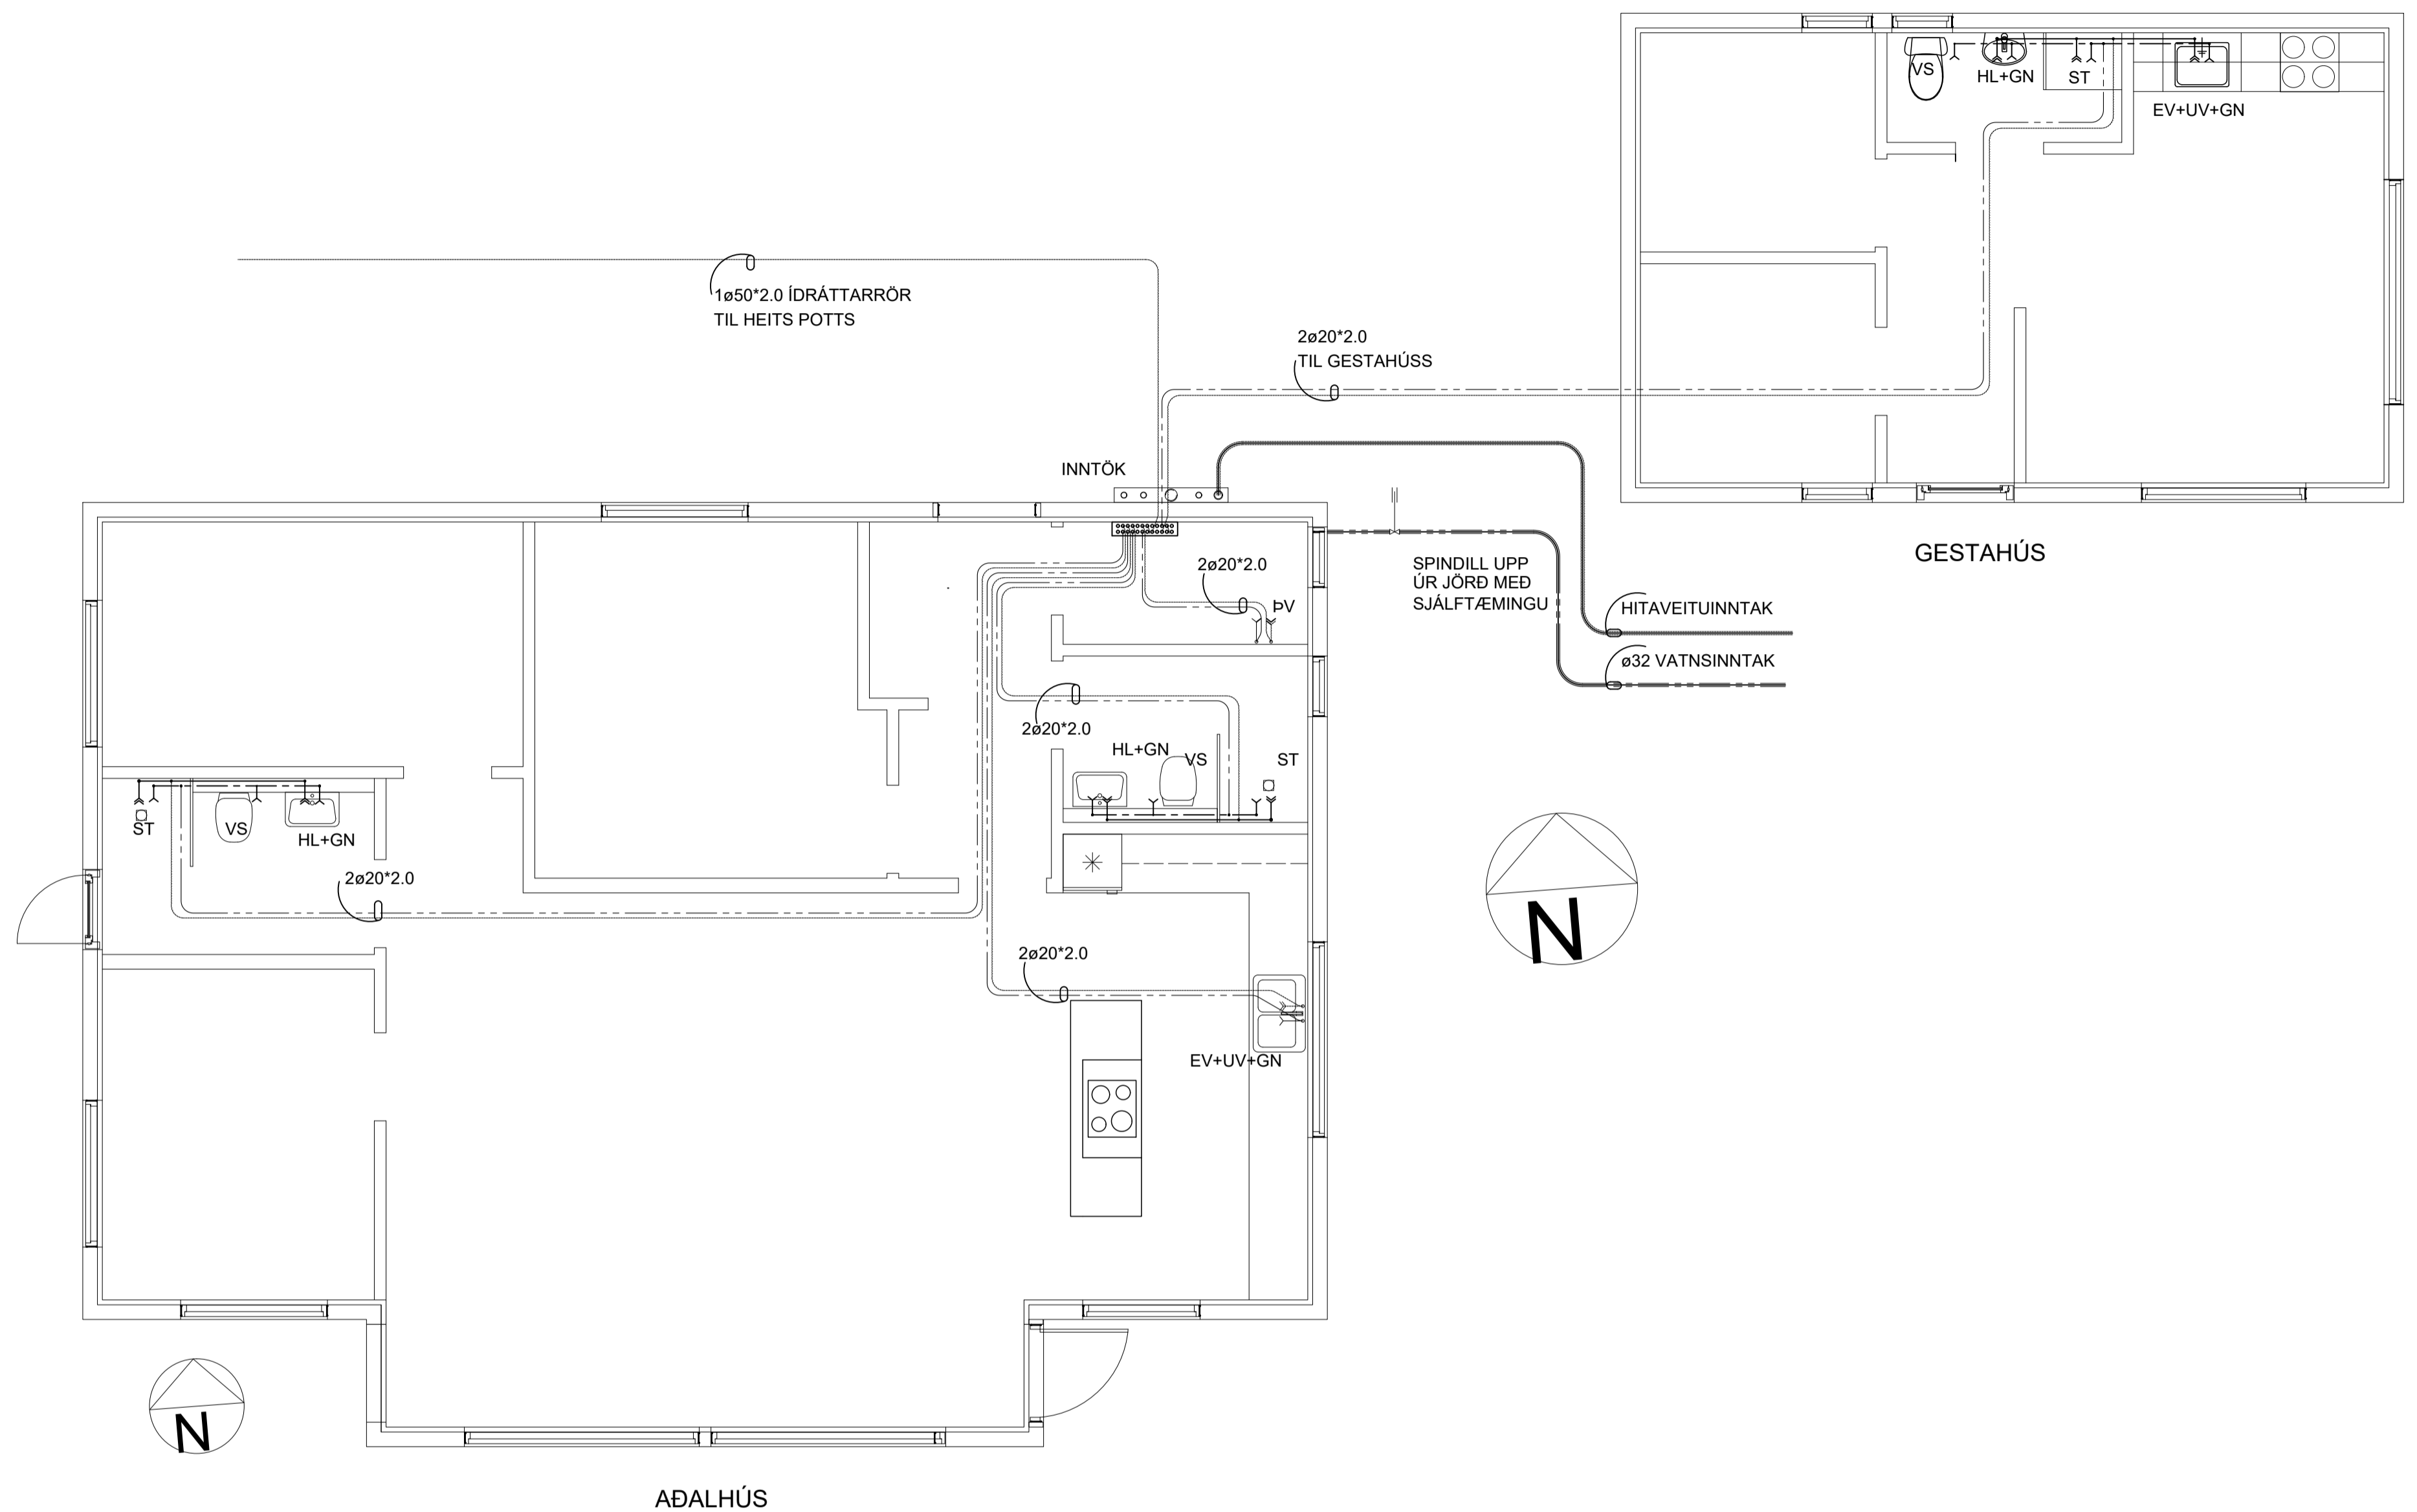 VS
HL+GN
ST
EV+UV+GN
1ø50*2.0 ÍDRÁTTARRÖR
TIL HEITS POTTS
2ø20*2.0
TIL GESTAHÚSS
INNTÖK
GESTAHÚS
2ø20*2.0
ÞV
SPINDILL UPP
ÚR JÖRÐ MEÐ
SJÁLFTÆMINGU
HITAVEITUINNTAK
ø32 VATNSINNTAK
2ø20*2.0
HL+GN
VS
ST
ST
VS
HL+GN
2ø20*2.0
N
2ø20*2.0
EV+UV+GN
N
AÐALHÚS